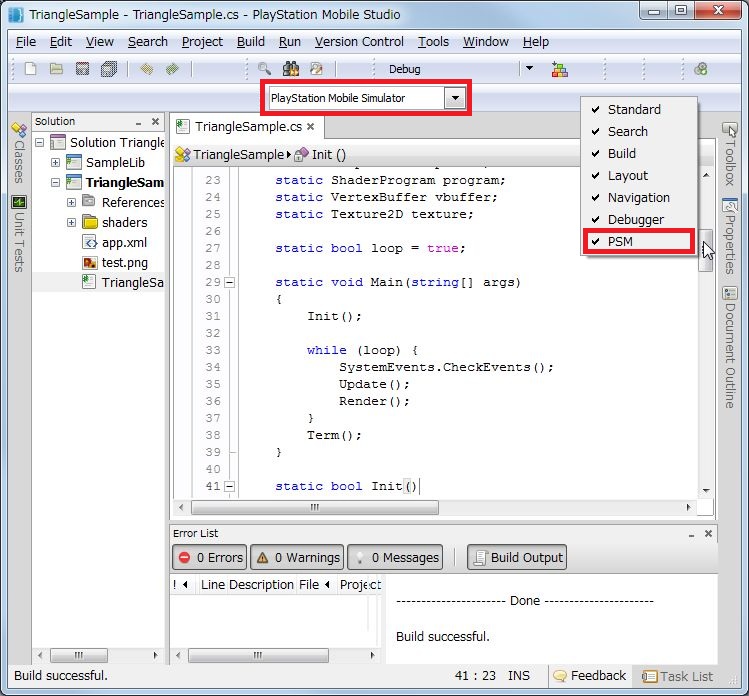 TriangleSample - TriangleSample.cs - PlayStation Mobile Studio
File Edit View Search Project Build Run Version Control Tools Window Help
Debug
PlayStation Mobile Simulator
Standard
Search
Build
Layout
Navigation
Debugger
PSM
Classes
Unit Tests
Solution
Solution Triangle
SampleLib
TriangleSam
References
shaders
app.xml
test.png
TriangleSa
TriangleSample.cs
TriangleSample Init ()
23 static ShaderProgram program;
24 static VertexBuffer vbuffer;
25 static Texture2D texture;
26
27 static bool loop = true;
28
29 static void Main(string[] args)
30 {
31 Init();
32
33 while (loop) {
34 SystemEvents.CheckEvents();
35 Update();
36 Render();
37 }
38 Term();
39 }
40
41 static bool Init()
Toolbox
Properties
Document Outline
Error List
0 Errors 0 Warnings 0 Messages Build Output
! Line Description File Project
---------------------- Done ----------------------
Build successful.
Build successful. 41 : 23 INS Feedback Task List